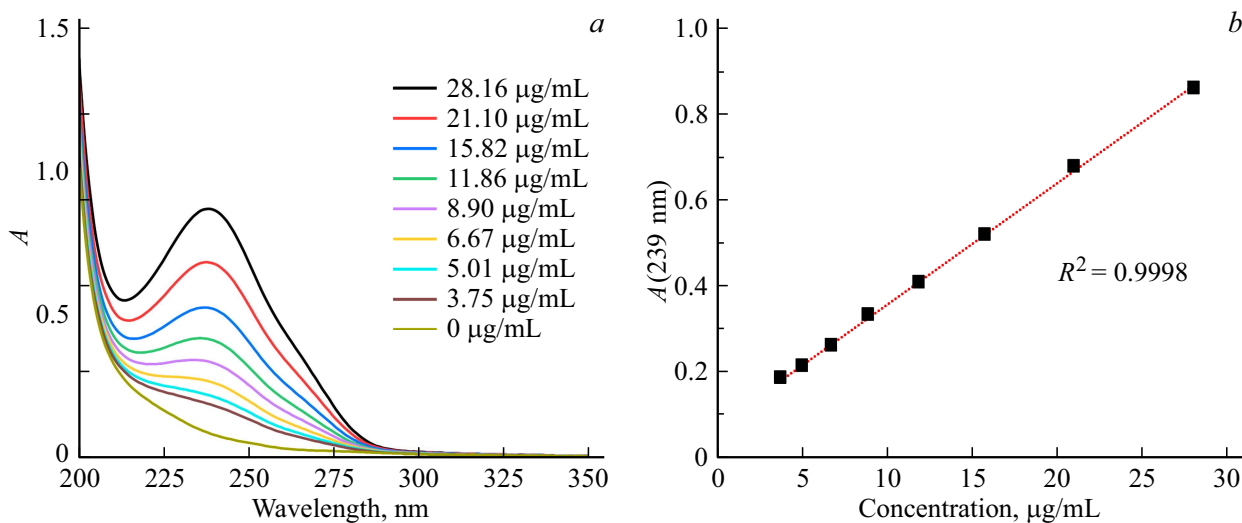 a
1.5
1.0
0.5
0
A
28.16 μg/mL
21.10 μg/mL
15.82 μg/mL
11.86 μg/mL
8.90 μg/mL
6.67 μg/mL
5.01 μg/mL
3.75 μg/mL
0 μg/mL
200 225 250 275 300 325 350
Wavelength, nm
b
1.0
0.8
0.6
0.4
0.2
0
A(239 nm)
R² = 0.9998
0 5 10 15 20 25 30
Concentration, μg/mL